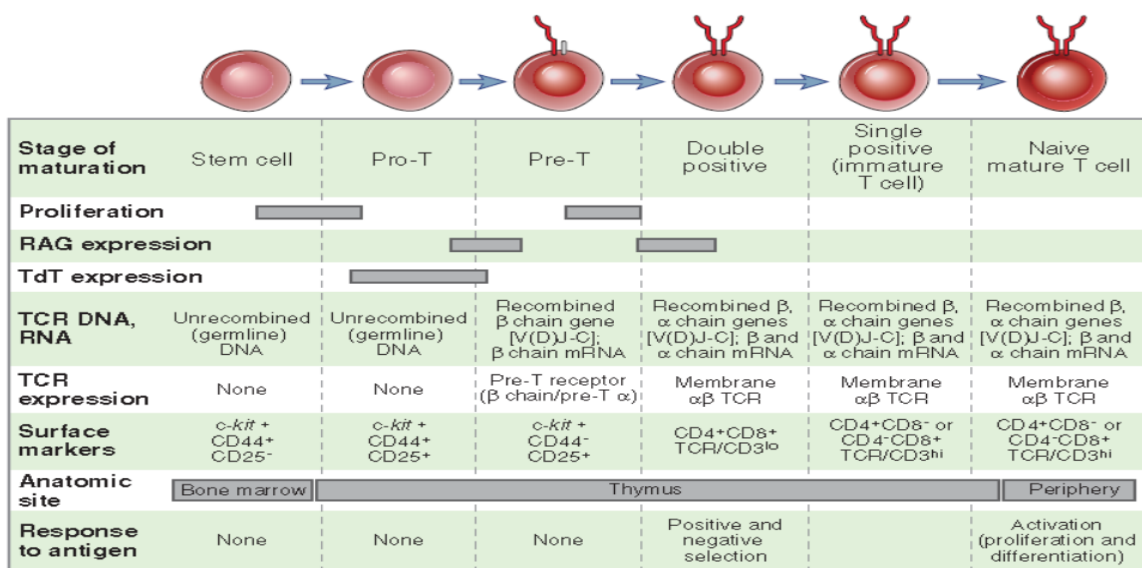 Stage of
maturation
Stem cell
Pro-T
Pre-T
Double
positive
Single
positive
(immature
T cell)
Naive
mature T cell
Proliferation
RAG expression
TdT expression
TCR DNA,
RNA
Unrecombined
(germline)
DNA
Unrecombined
(germline)
DNA
Recombined
β chain gene
[V(D)J-C];
β chain mRNA
Recombined β,
α chain genes
[V(D)J-C]; β and
α chain mRNA
Recombined β,
α chain genes
[V(D)J-C]; β and
α chain mRNA
Recombined β,
α chain genes
[V(D)J-C]; β and
α chain mRNA
TCR
expression
None
None
Pre-T receptor
(β chain/pre-T α)
Membrane
αβ TCR
Membrane
αβ TCR
Membrane
αβ TCR
Surface
markers
c-kit +
CD44+
CD25-
c-kit +
CD44+
CD25+
c-kit +
CD44-
CD25+
CD4+CD8+
TCR/CD3lo
CD4+CD8- or
CD4-CD8+
TCR/CD3hi
CD4+CD8- or
CD4-CD8+
TCR/CD3hi
Anatomic
site
Bone marrow
Thymus
Periphery
Response
to antigen
None
None
None
Positive and
negative
selection
Activation
(proliferation and
differentiation)